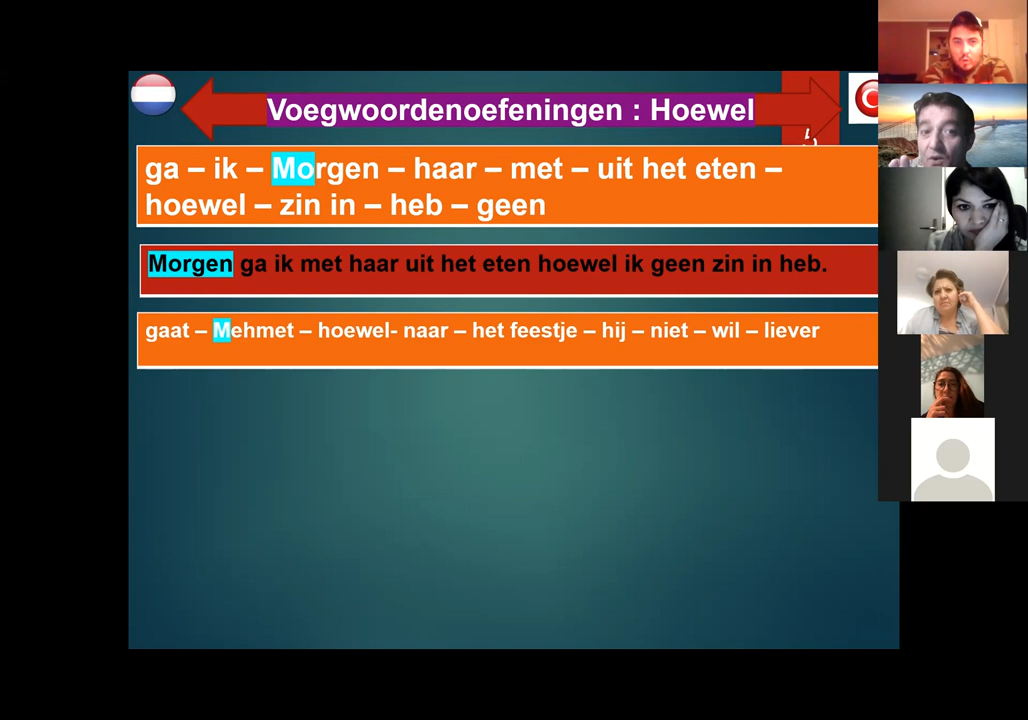 Voegwoordenoefeningen : Hoewel
ga – ik – Morgen – haar – met – uit het eten –
hoewel – zin in – heb – geen
Morgen ga ik met haar uit het eten hoewel ik geen zin in heb.
gaat – Mehmet – hoewel- naar – het feestje – hij – niet – wil – liever